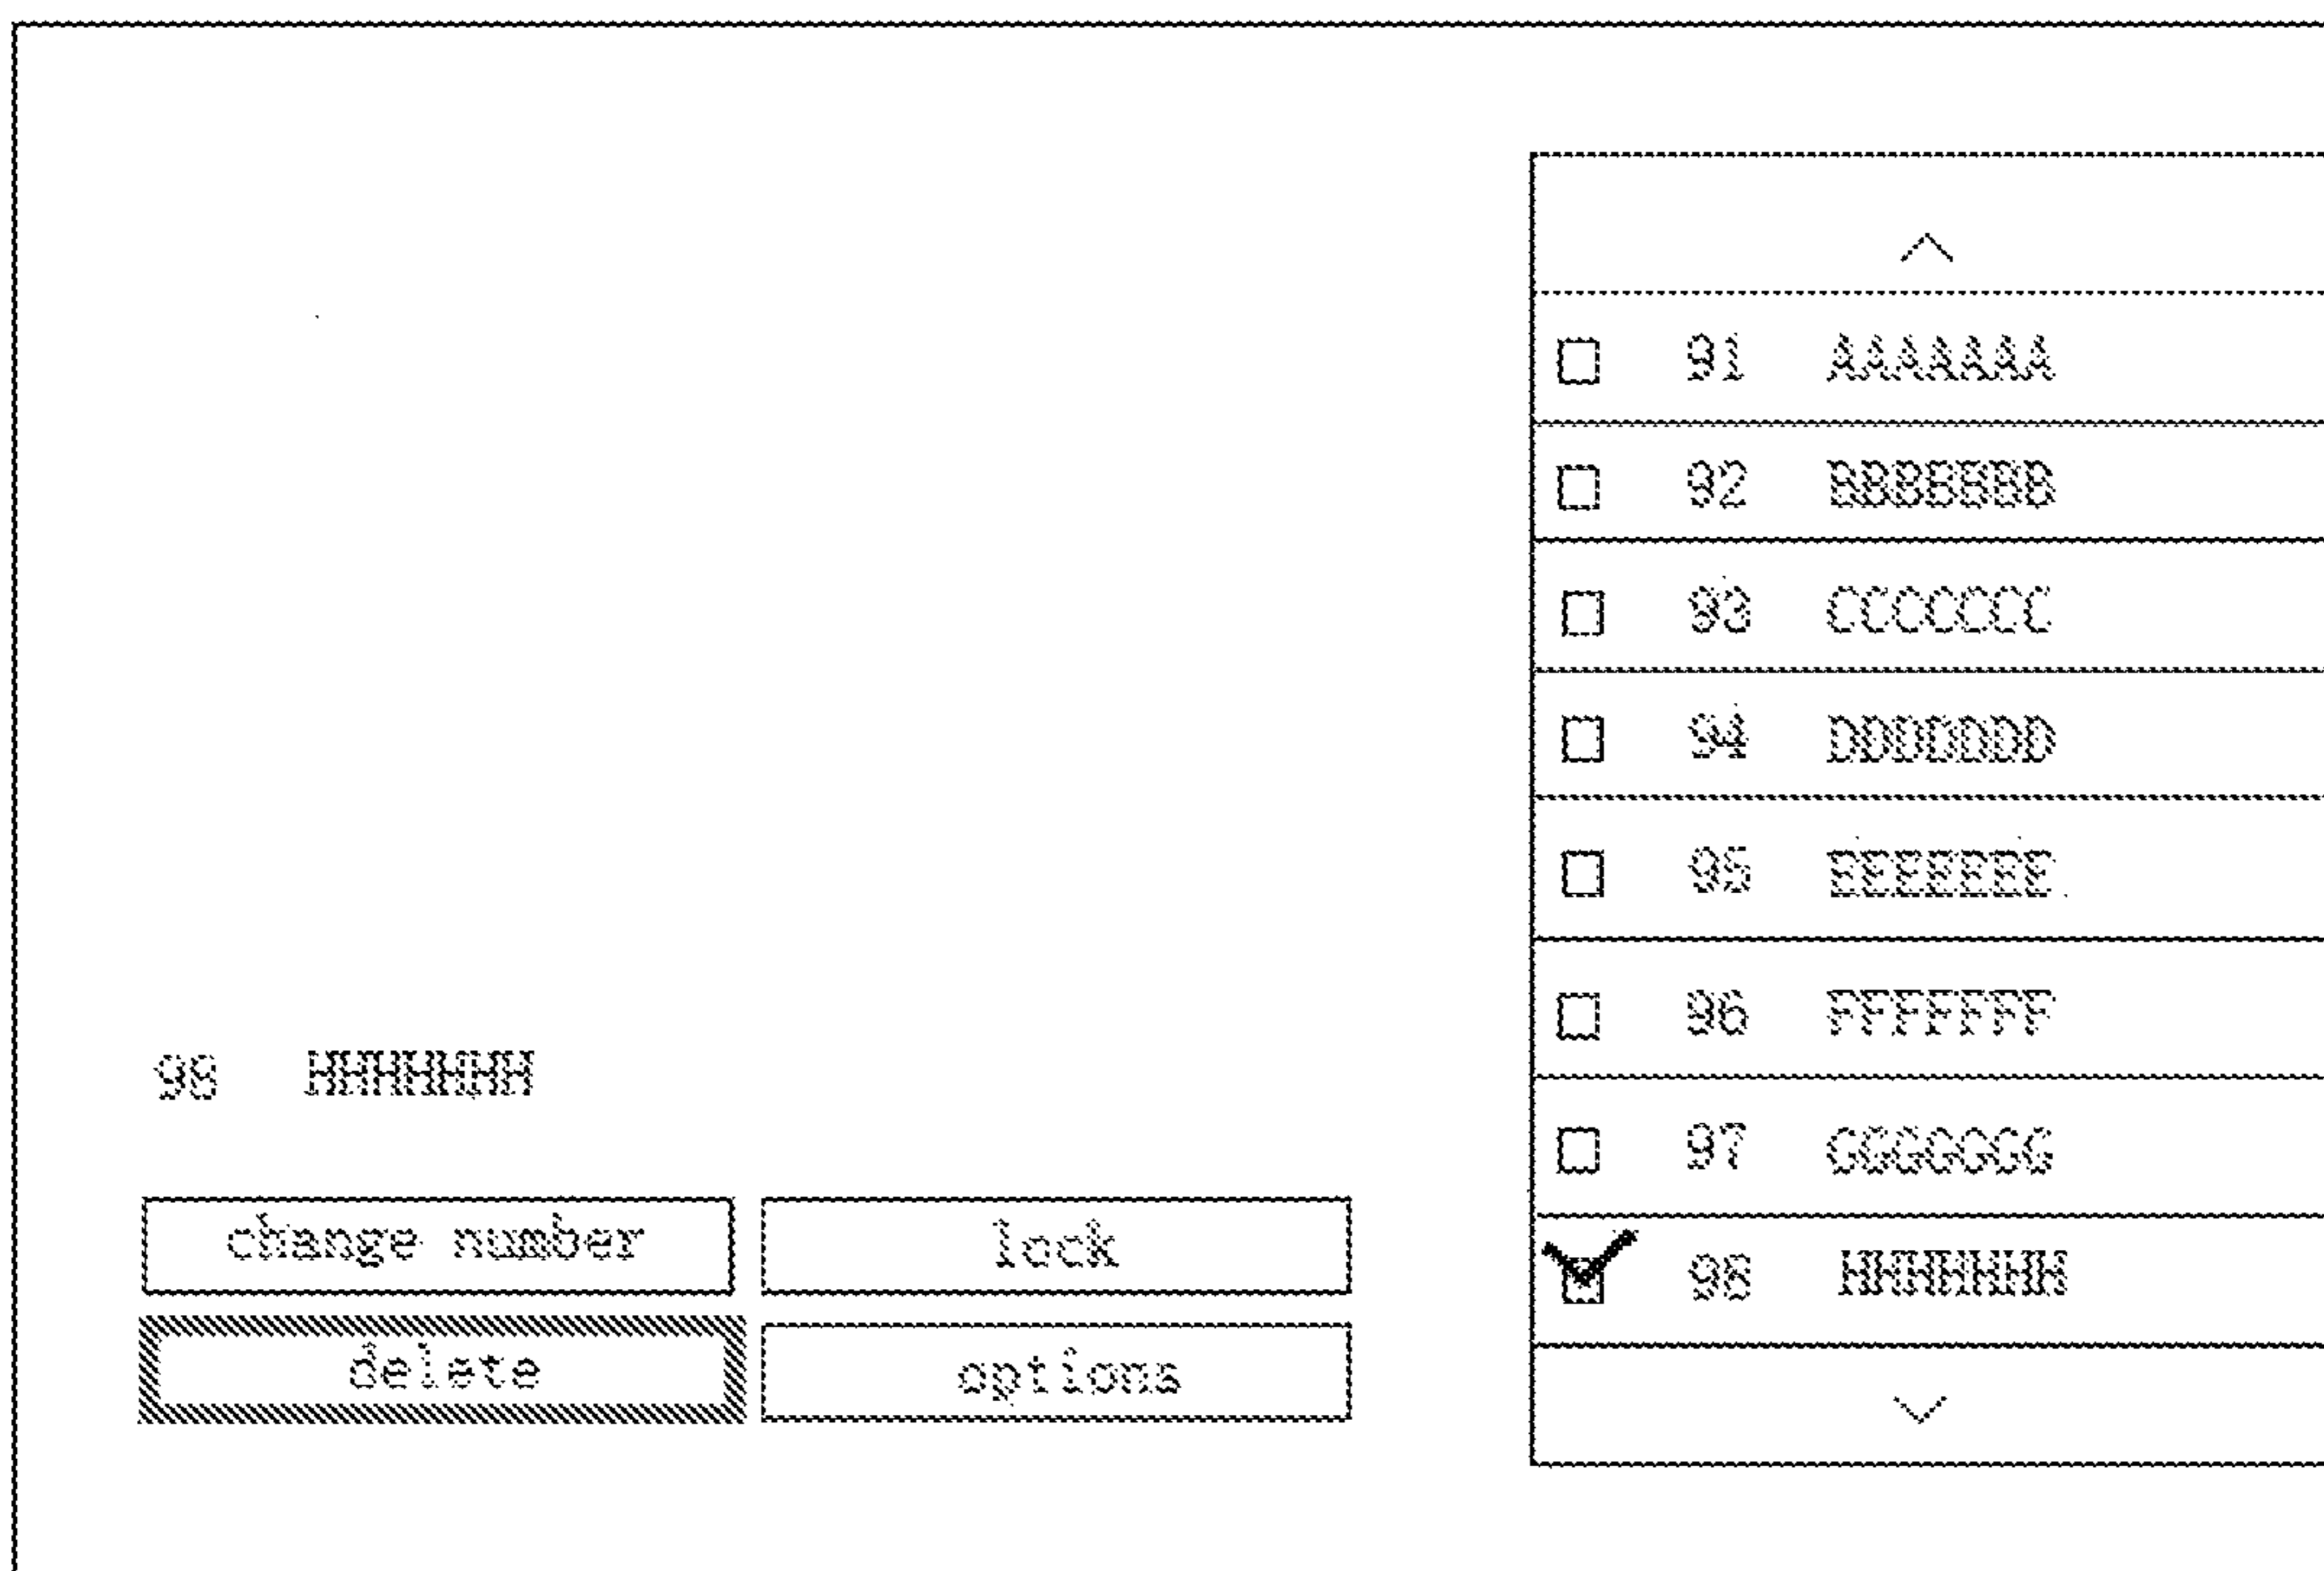 91 AAAAAAA
92 BBBBBBB
93 CCCCCCC
94 DDDDDDD
95 EEEEEEE
96 FFFFFFF
97 GGGGGGG
98 HHHHHHH
98 HHHHHHH
change number
lock
delete
options